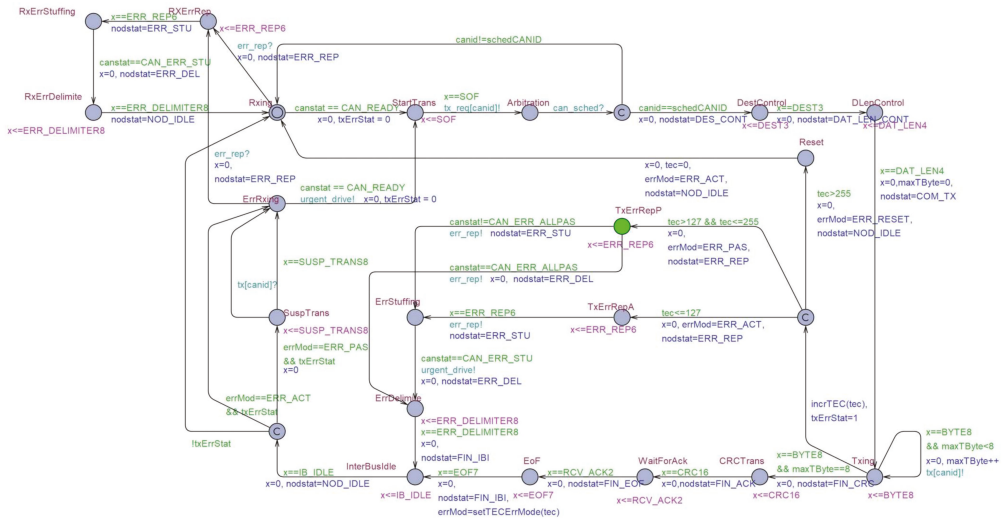 RxErrStuffing
x==ERR_REP6
nodstat=ERR_STU
RXErrRep
x<=ERR_REP6
err_rep?
x=0, nodstat=ERR_REP
canid!=schedCANID
canstat==CAN_ERR_STU
x=0, nodstat=ERR_DEL
RxErrDelimite
x<=ERR_DELIMITER8
x==ERR_DELIMITER8
nodstat=NOD_IDLE
Rxing
canstat == CAN_READY
x=0, txErrStat = 0
StartTrans
x<=SOF
x==SOF
tx_req[canid]!
Arbitration
can_sched?
C
canid==schedCANID
x=0, nodstat=DES_CONT
DestControl
x<=DEST3
x==DEST3
x=0, nodstat=DAT_LEN_CONT
DLenControl
x<=DAT_LEN4
Reset
x=0, tec=0,
errMod=ERR_ACT,
nodstat=NOD_IDLE
x==DAT_LEN4
x=0,maxTByte=0,
nodstat=COM_TX
err_rep?
x=0,
nodstat=ERR_REP
ErrRxing
canstat == CAN_READY
urgent_drive!
x=0, txErrStat = 0
tec>255
x=0,
errMod=ERR_RESET,
nodstat=NOD_IDLE
canstat!=CAN_ERR_ALLPAS
err_rep!
nodstat=ERR_STU
TxErrRepP
x<=ERR_REP6
tec>127 && tec<=255
x=0,
errMod=ERR_PAS,
nodstat=ERR_REP
canstat==CAN_ERR_ALLPAS
err_rep!
x=0, nodstat=ERR_DEL
x==SUSP_TRANS8
tx[canid]?
SuspTrans
x<=SUSP_TRANS8
ErrStuffing
x==ERR_REP6
err_rep!
nodstat=ERR_STU
TxErrRepA
x<=ERR_REP6
tec<=127
x=0, errMod=ERR_ACT,
nodstat=ERR_REP
C
errMod==ERR_PAS
&& txErrStat
x=0
canstat==CAN_ERR_STU
urgent_drive!
x=0, nodstat=ERR_DEL
errMod==ERR_ACT
&& txErrStat
ErrDelimite
x<=ERR_DELIMITER8
x==ERR_DELIMITER8
x=0,
nodstat=FIN_IBI
incrTEC(tec),
txErrStat=1
C
!txErrStat
x==BYTE8
&& maxTByte<8
x=0, maxTByte++
tx[canid]!
x==IB_IDLE
x=0, nodstat=NOD_IDLE
InterBusIdle
x<=IB_IDLE
x==EOF7
x=0,
nodstat=FIN_IBI,
errMod=setTECErrMode(tec)
EoF
x<=EOF7
x==RCV_ACK2
x=0, nodstat=FIN_EOF
WaitForAck
x<=RCV_ACK2
x==CRC16
x=0,nodstat=FIN_ACK
CRCTrans
x<=CRC16
x==BYTE8
&& maxTByte==8
x=0, nodstat=FIN_CRC
Txing
x<=BYTE8